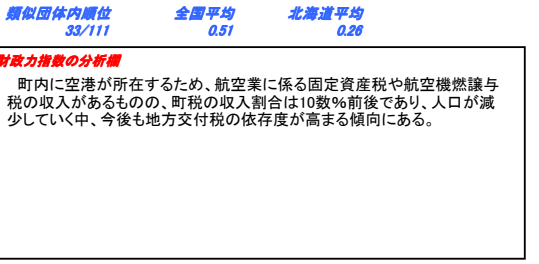 類似団体内順位 全国平均 北海道平均
33/111 0.51 0.26
財政力指数の分析欄
町内に空港が所在するため、航空業に係る固定資産税や航空機燃譲与
税の収入があるものの、町税の収入割合は10数%前後であり、人口が減
少していく中、今後も地方交付税の依存度が高まる傾向にある。